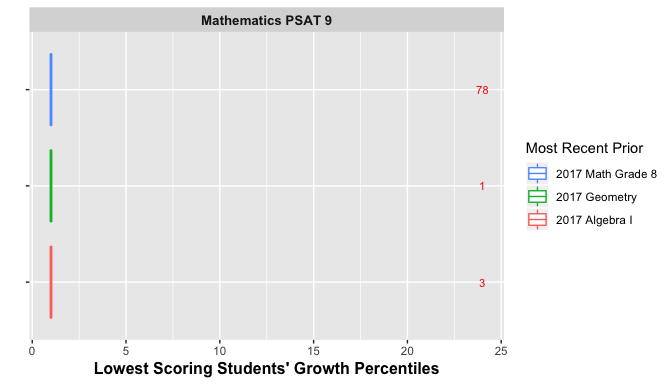 Mathematics PSAT 9
78
1
3
0 5 10 15 20 25
Lowest Scoring Students' Growth Percentiles
Most Recent Prior
2017 Math Grade 8
2017 Geometry
2017 Algebra I